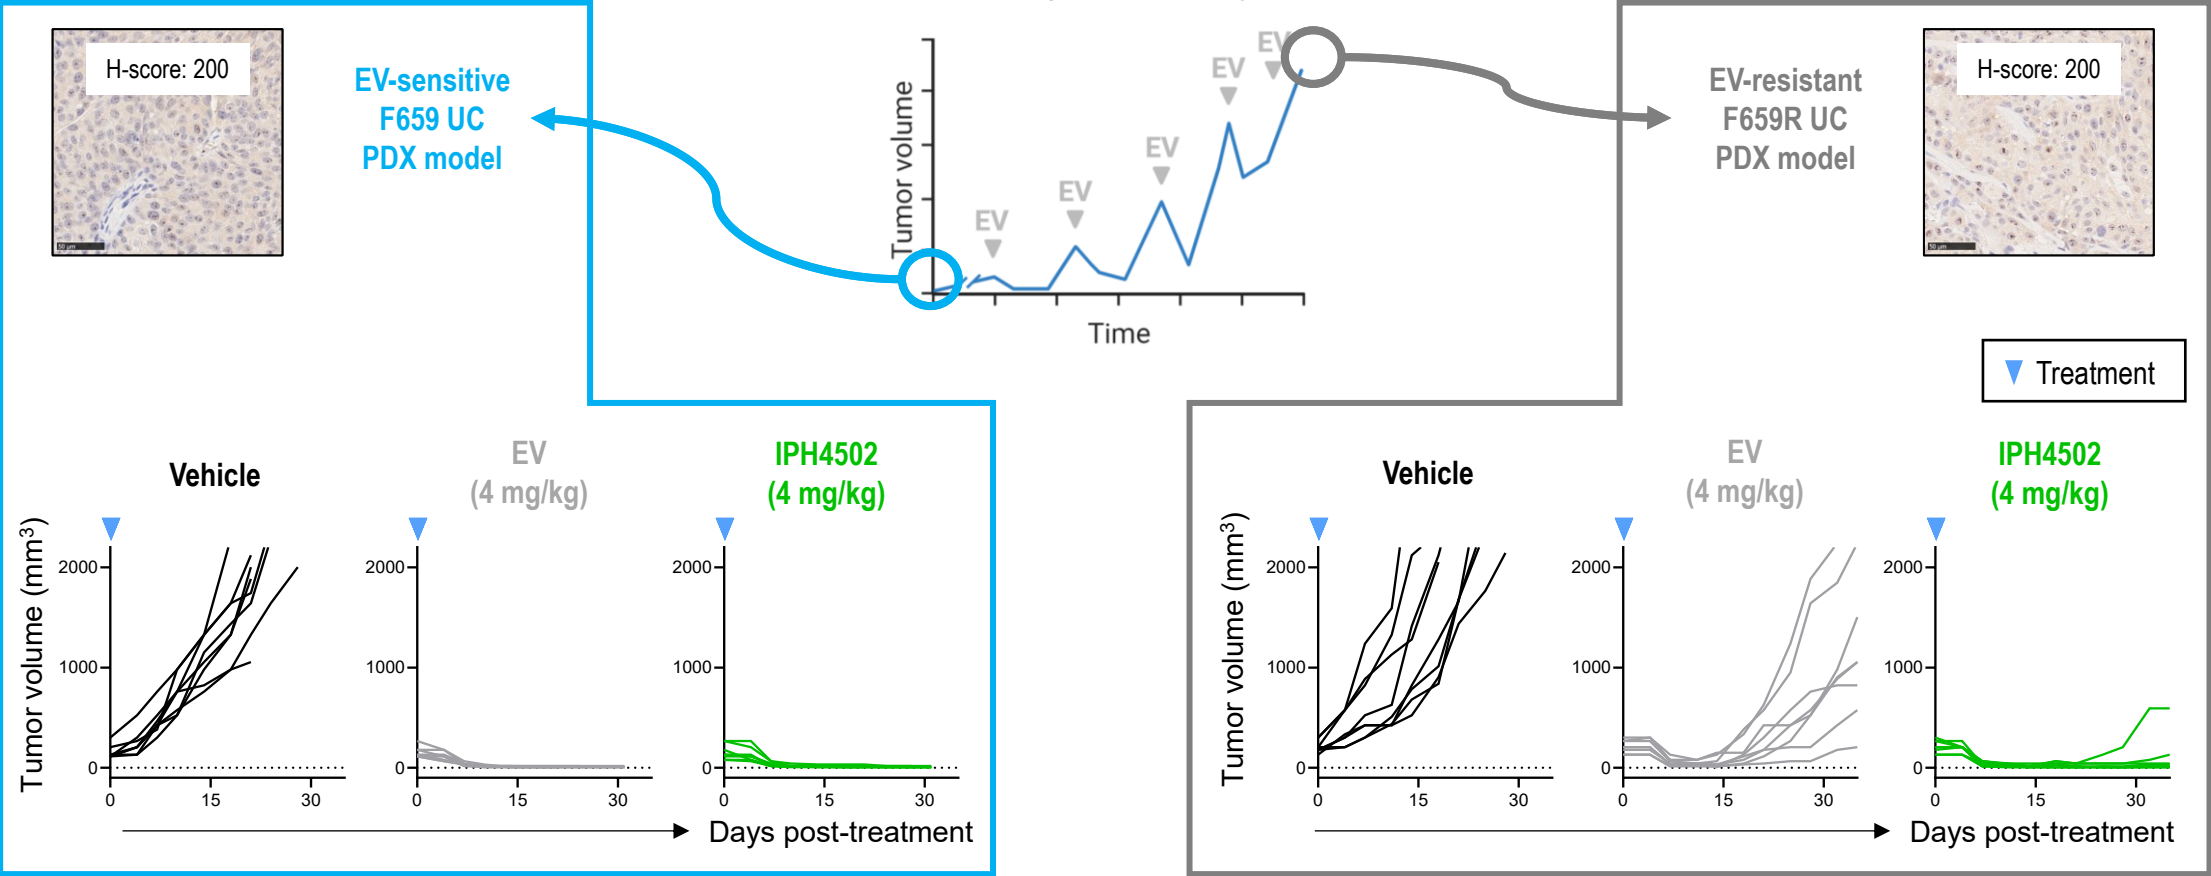 H-score: 200
EV-sensitive
F659 UC
PDX model
Tumor volume
EV
EV
EV
EV
EV
Time
EV-resistant
F659R UC
PDX model
H-score: 200
50 µm
50 µm
Treatment
Vehicle
EV
(4 mg/kg)
IPH4502
(4 mg/kg)
Tumor volume (mm³)
2000
1000
0
0
15
30
2000
1000
0
0
15
30
2000
1000
0
0
15
30
Days post-treatment
Vehicle
EV
(4 mg/kg)
IPH4502
(4 mg/kg)
Tumor volume (mm³)
2000
1000
0
0
15
30
2000
1000
0
0
15
30
2000
1000
0
0
15
30
Days post-treatment